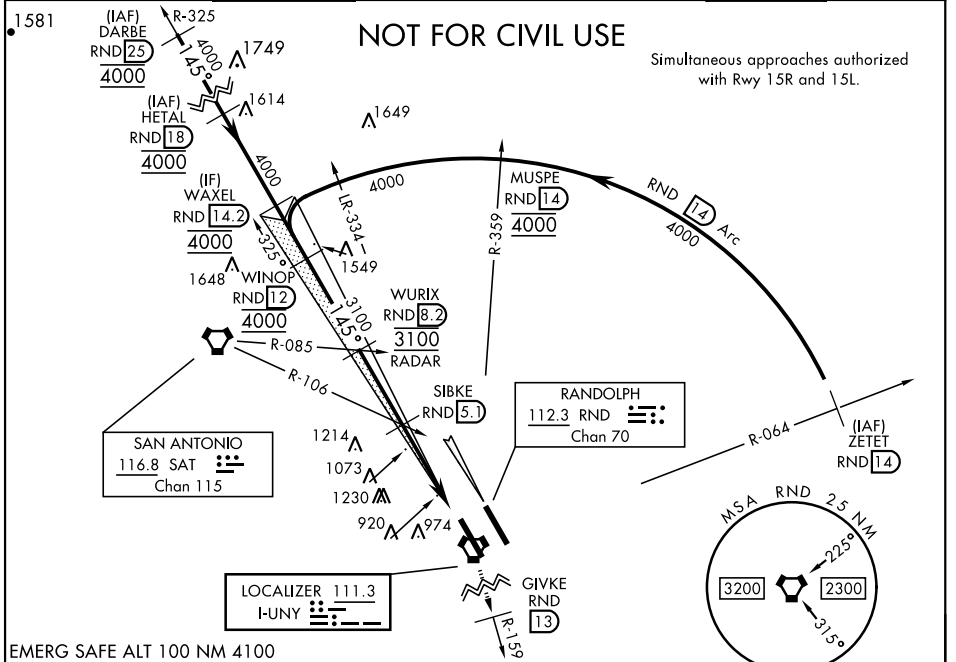 1581
(IAF)
DARBE
RND 25
4000
R-325
4000
145°
1749
NOT FOR CIVIL USE
Simultaneous approaches authorized
with Rwy 15R and 15L.
(IAF)
HETAL
RND 18
4000
1614
1649
4000
(IF)
WAXEL
RND 14.2
4000
325°
LR-334
4000
MUSPE
RND 14
4000
R-359
RND 14 Arc
4000
1549
1648
WINOP
RND 12
4000
3100
145°
WURIX
RND 8.2
3100
RADAR
R-085
R-106
SIBKE
RND 5.1
RANDOLPH
112.3 RND
Chan 70
R-064
(IAF)
ZETET
RND 14
SAN ANTONIO
116.8 SAT
Chan 115
1214
1073
1230
920
974
LOCALIZER 111.3
I-UNY
GIVKE
RND
13
R-159
MSA RND 25 NM
225°
3200
2300
315°
EMERG SAFE ALT 100 NM 4100